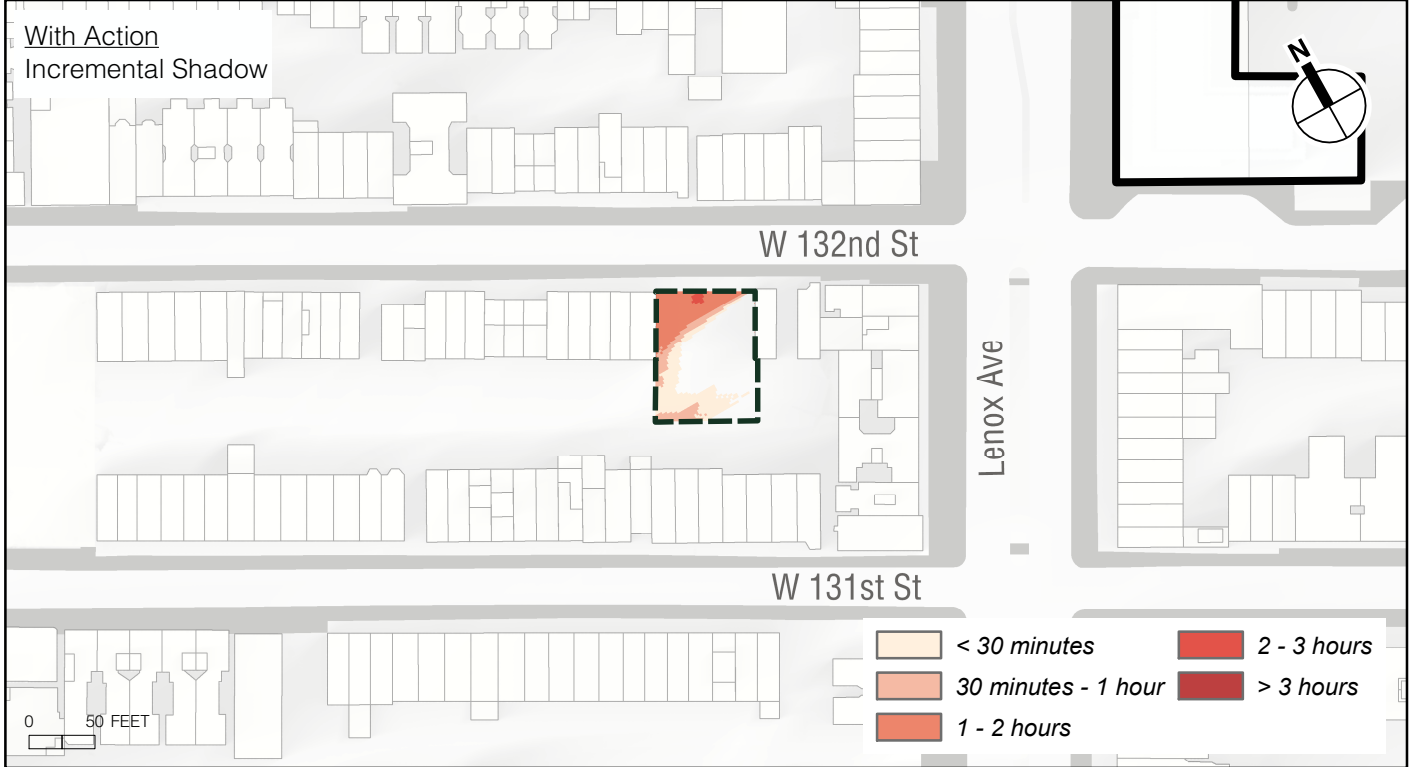 With Action
Incremental Shadow
N
W 132nd St
Lenox Ave
W 131st St
< 30 minutes
30 minutes - 1 hour
1 - 2 hours
2 - 3 hours
> 3 hours
0 50 FEET